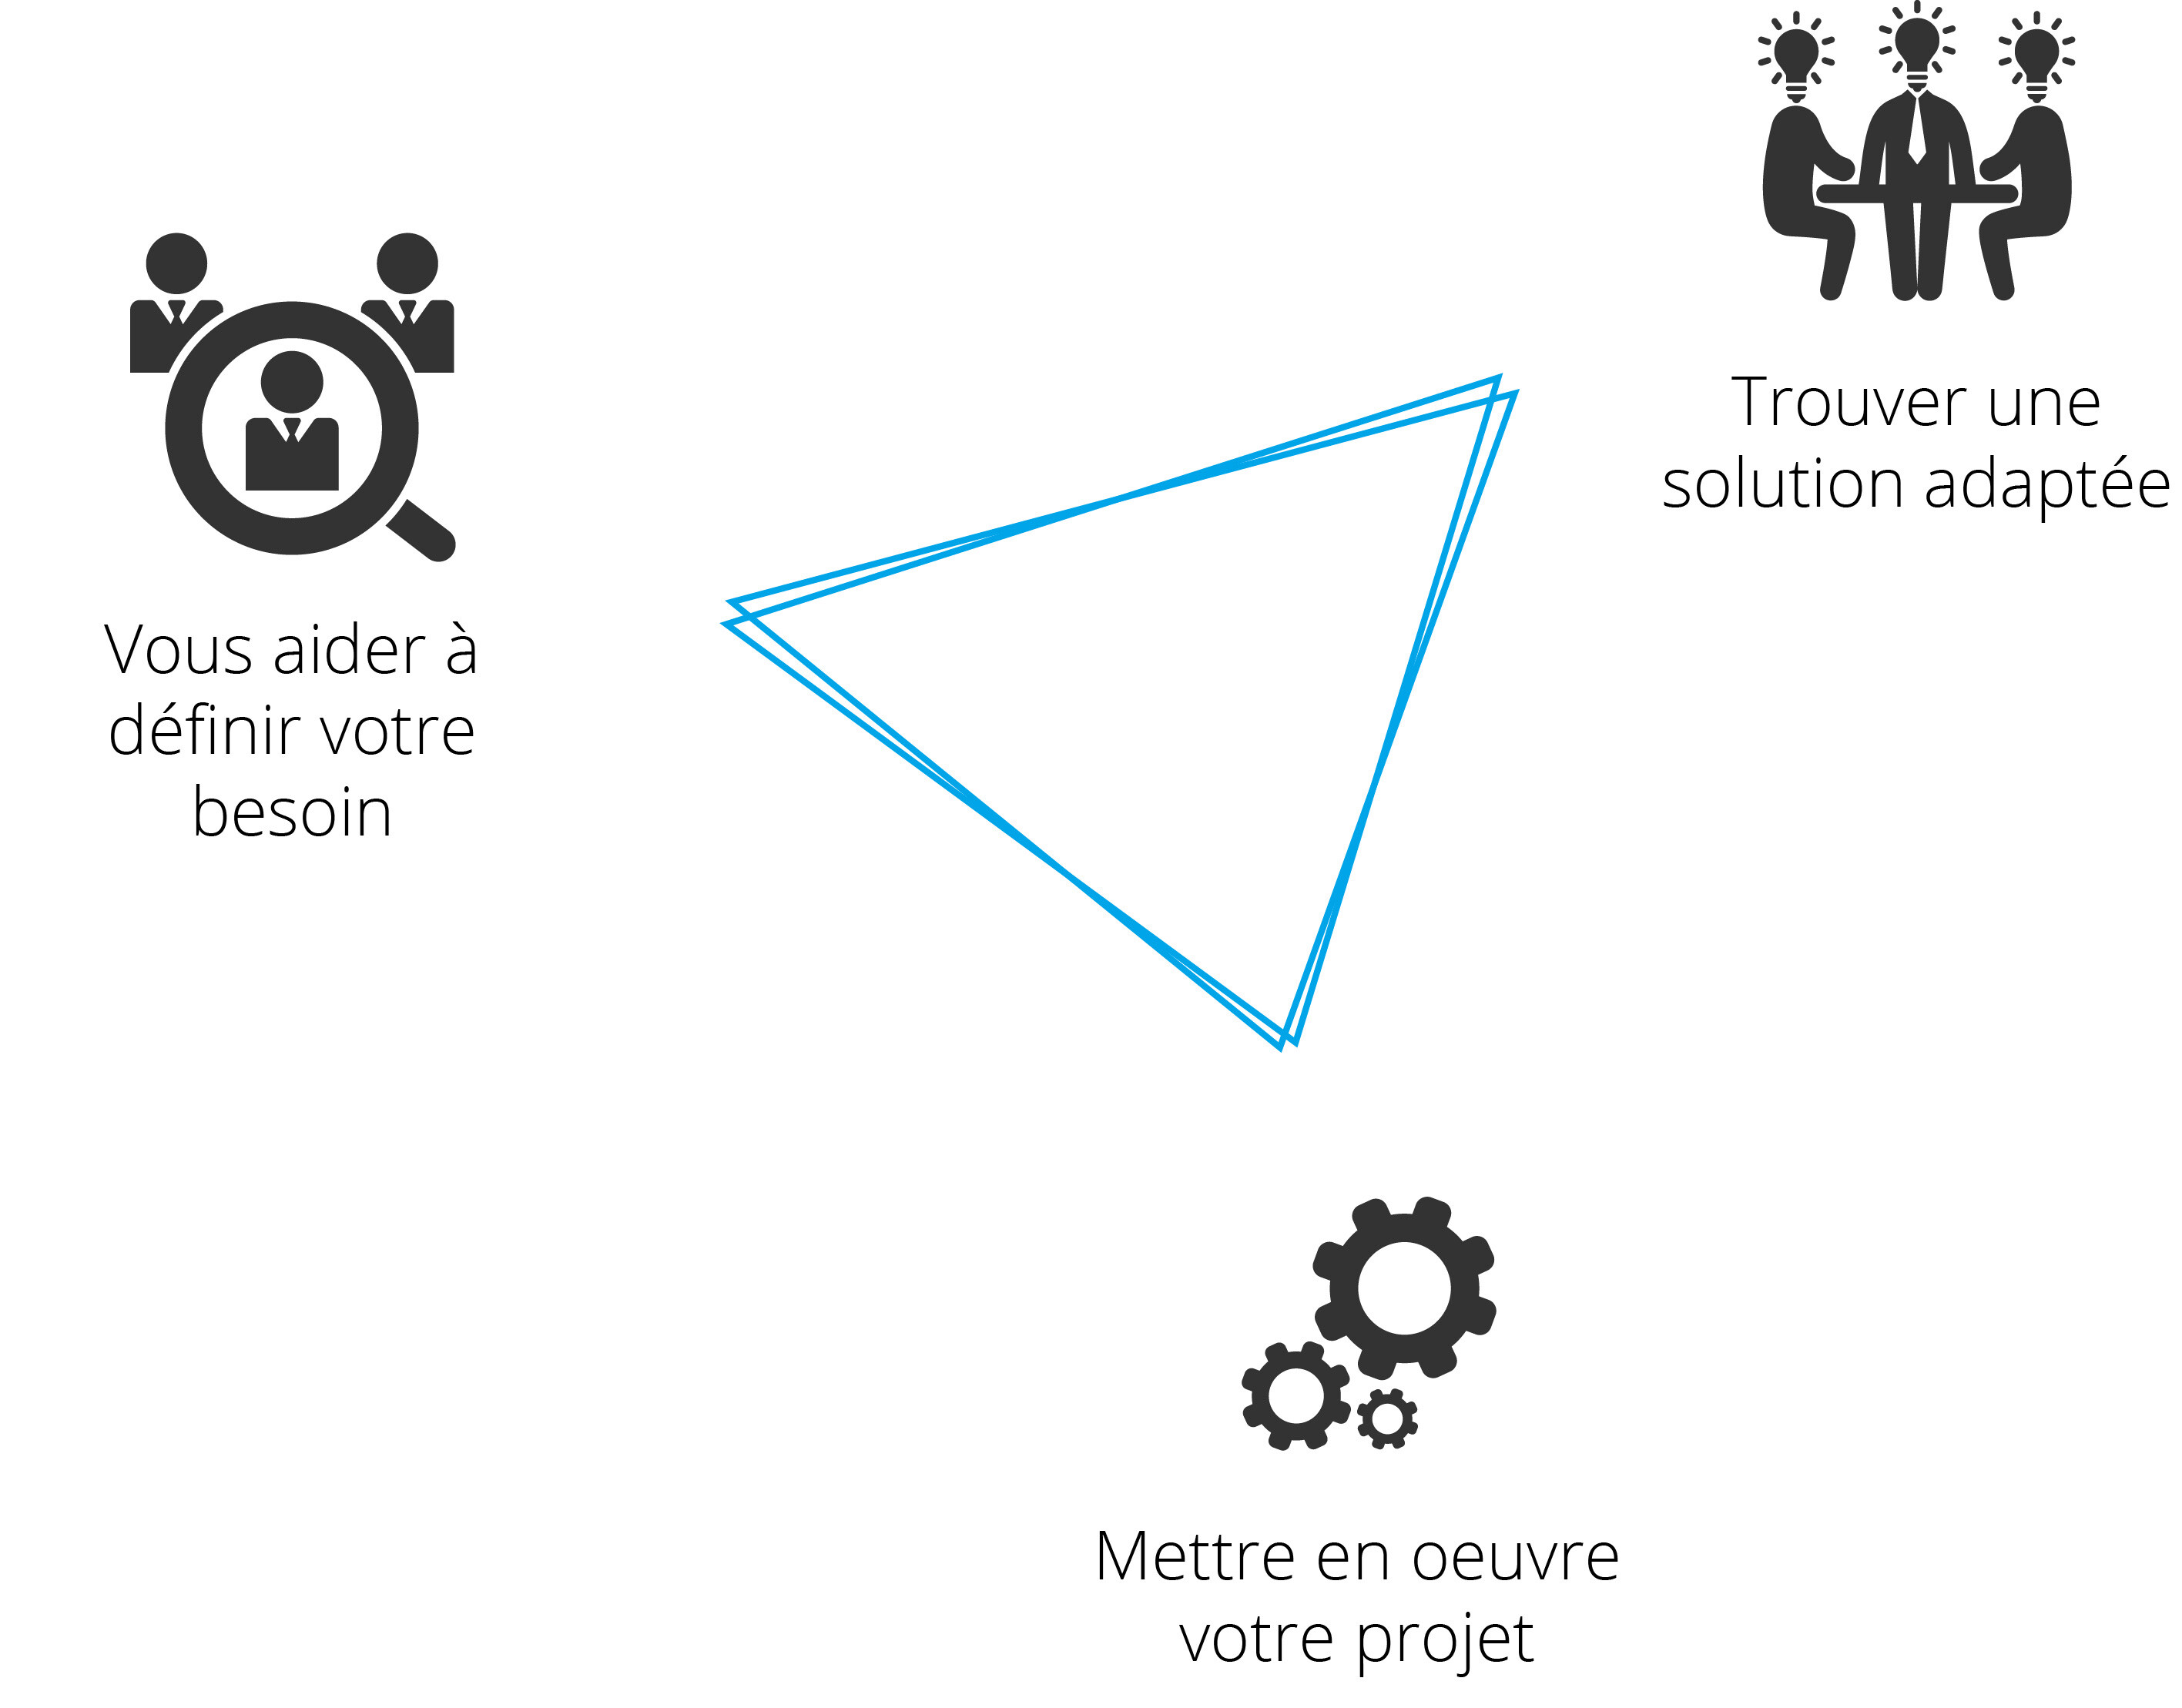 Vous aider à
définir votre
besoin
Trouver une
solution adaptée
Mettre en oeuvre
votre projet